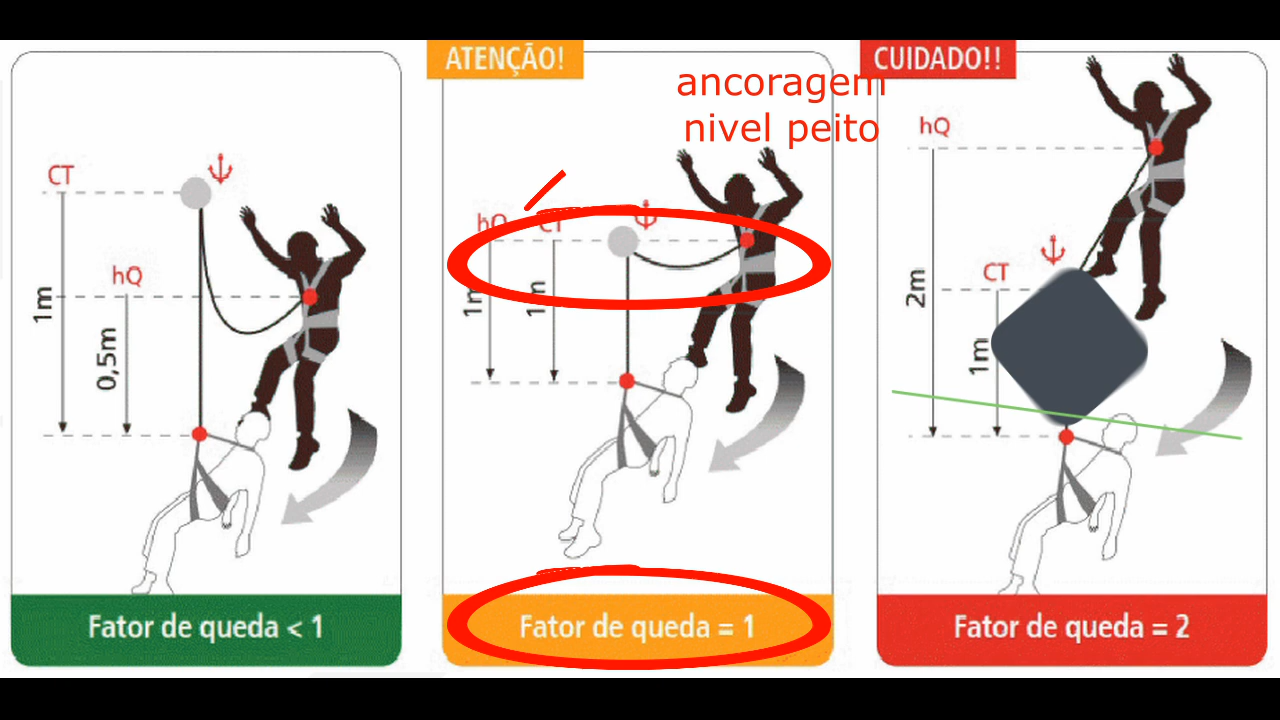 CT
hQ
1m
0,5m
Fator de queda < 1
ATENÇÃO!
ancoragem
nivel peito
hQ
CT
1m
1m
Fator de queda = 1
CUIDADO!!
hQ
CT
2m
1m
Fator de queda = 2